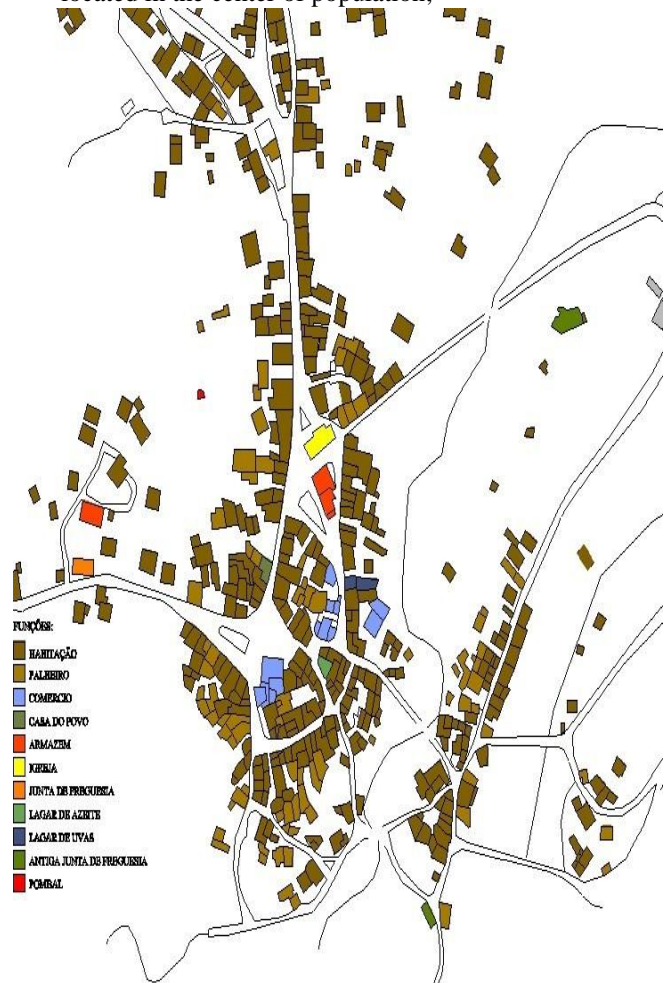 located in the center of population;
FUNÇÕES:
HABITAÇÃO
PALHEIRO
COMERCIO
CASA DO POVO
ARMAZEM
IGREJA
JUNTA DE FREGUESIA
LAGAR DE AZEITE
LAGAR DE UVAS
ANTIGA JUNTA DE FREGUESIA
POMBAL